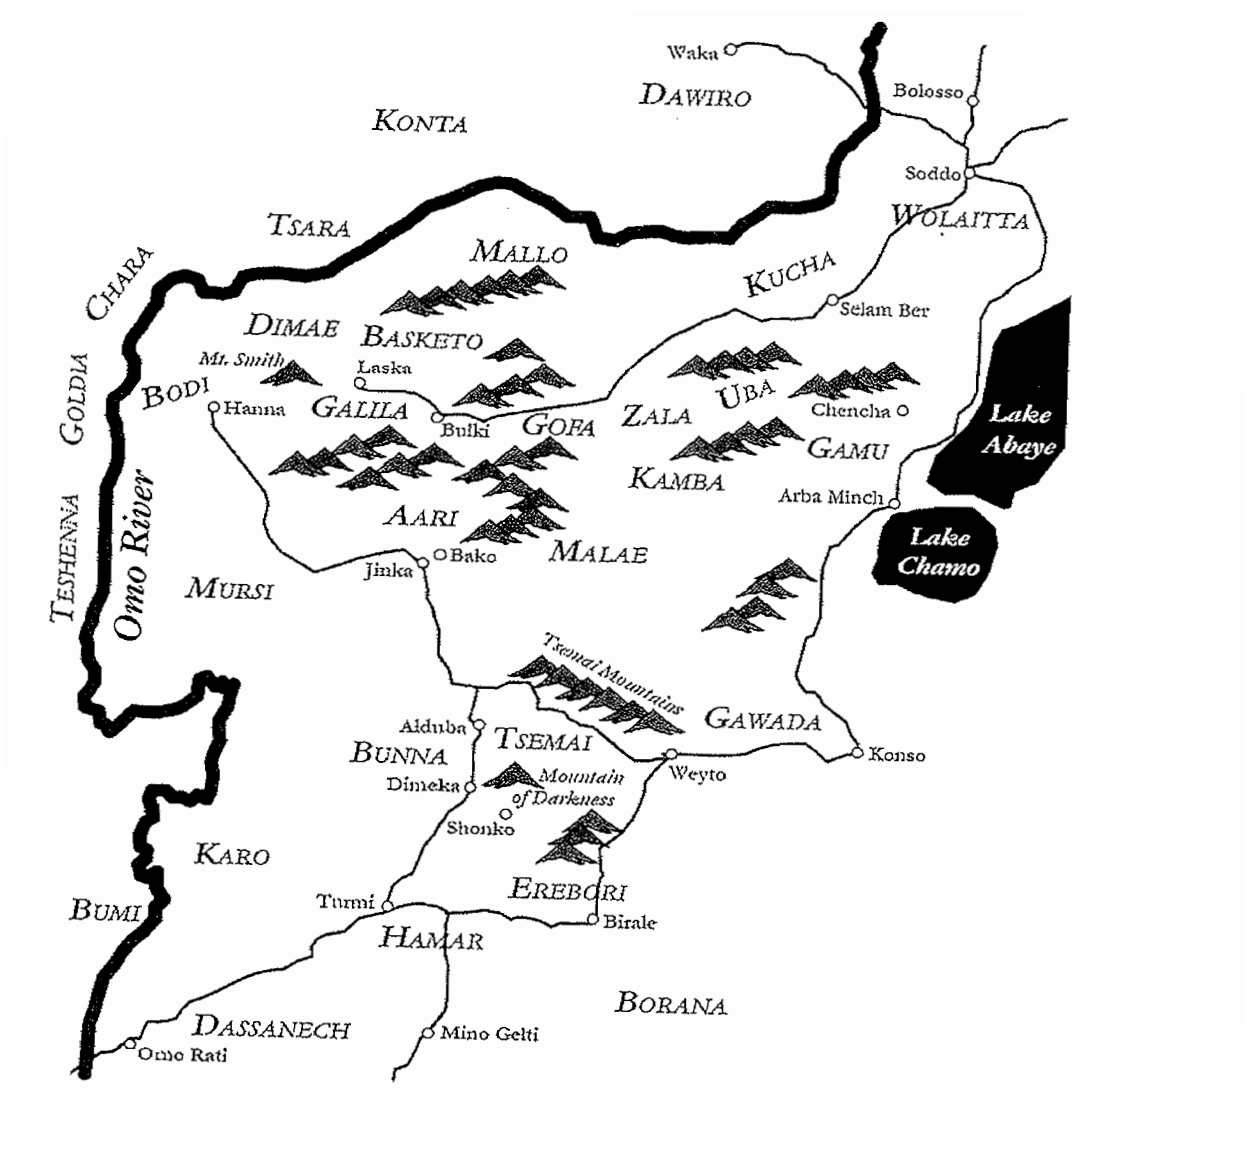 Waka
DAWIRO
Bolosso
KONTA
Soddo
WOLAITTA
TSARA
MALLO
CHARA
KUCHA
Selam Ber
DIMAE
BASKETO
Mt. Smith
Laska
GOLDIA
BODI
Hanna
GALILA
Bulki
GOFA
ZALA
UBA
Chencha
GAMU
Lake
Abaye
KAMBA
Arba Minch
AARI
Lake
Chamo
TESHENNA
Omo River
Bako
Jinka
MALAE
MURSI
Tsemai Mountains
GAWADA
Alduba
TSEMAI
BUNNA
Konso
Weyto
Dimeka
Mountain
of Darkness
Shonko
KARO
EREBORI
BUMI
Turmi
Birale
HAMAR
BORANA
DASSANECH
Mino Gelti
Omo Rati